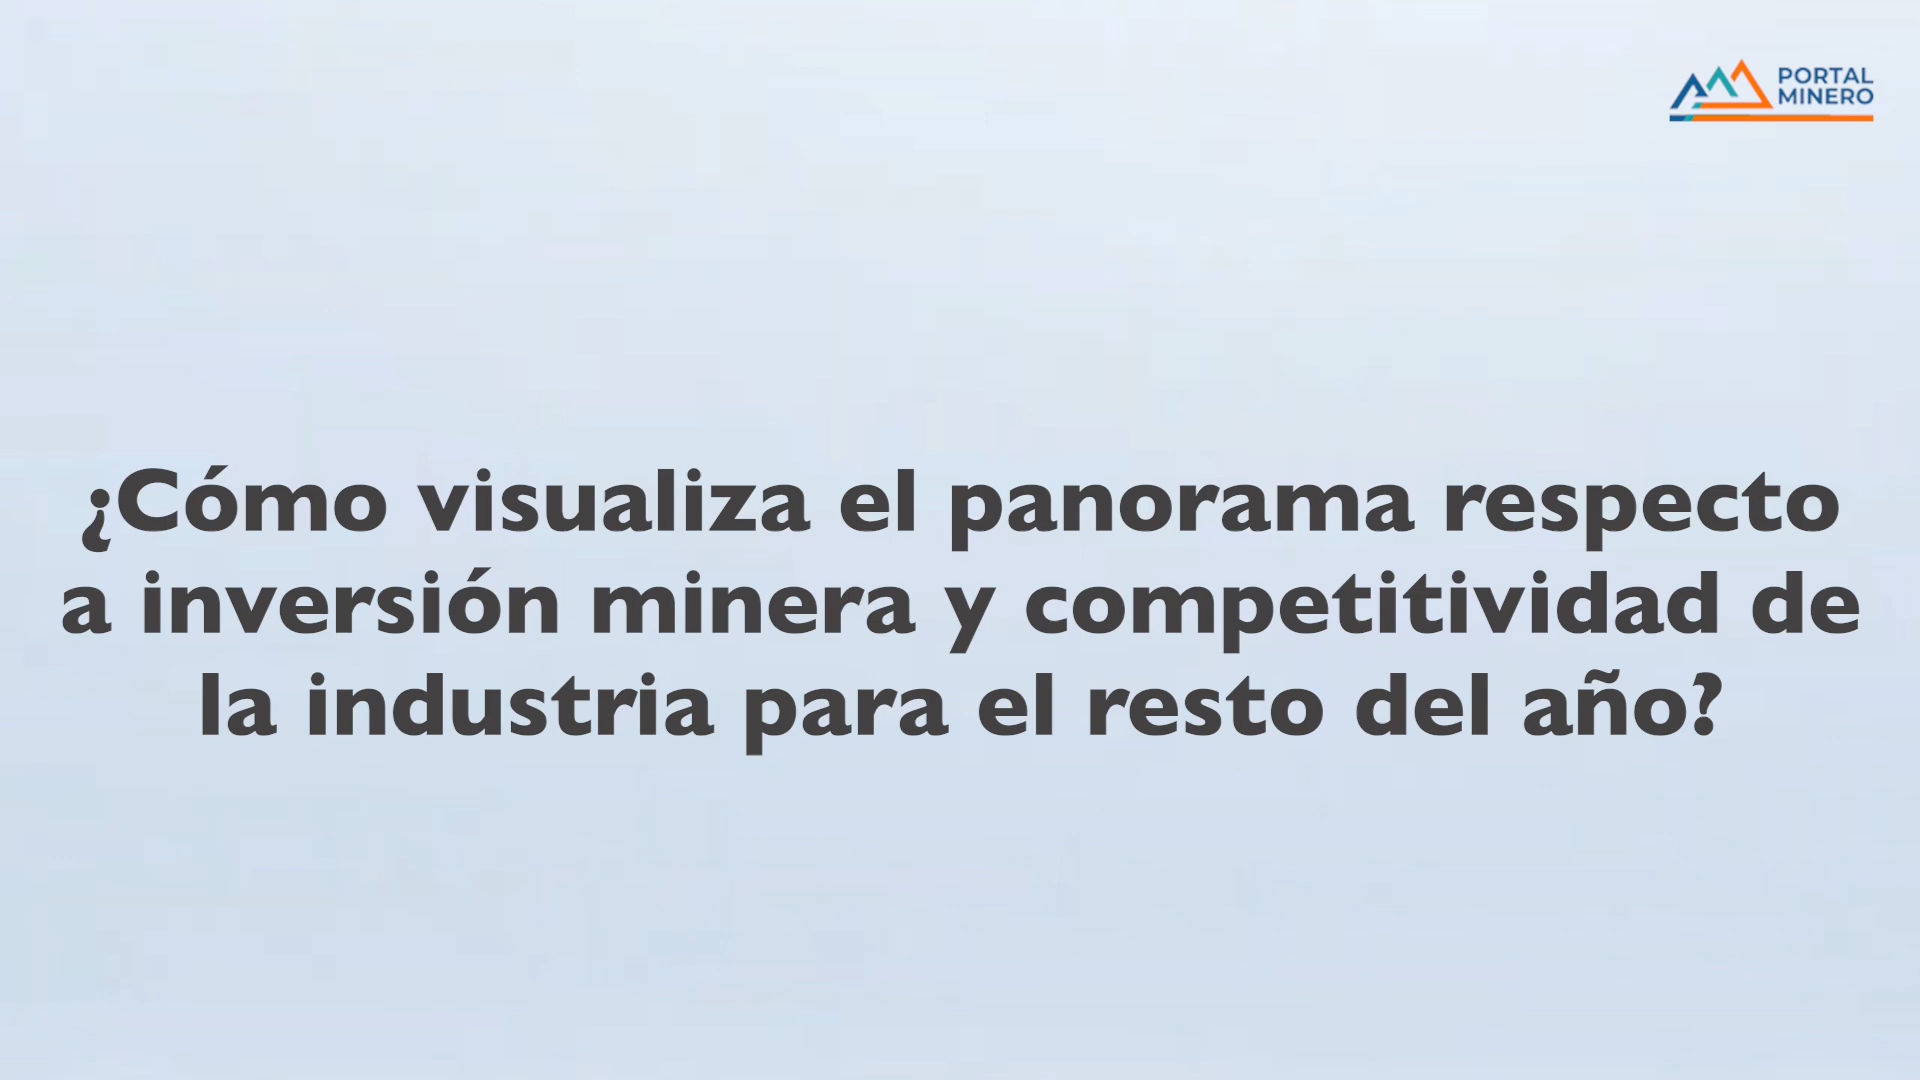 PORTAL
MINERO
¿Cómo visualiza el panorama respecto
a inversión minera y competitividad de
la industria para el resto del año?